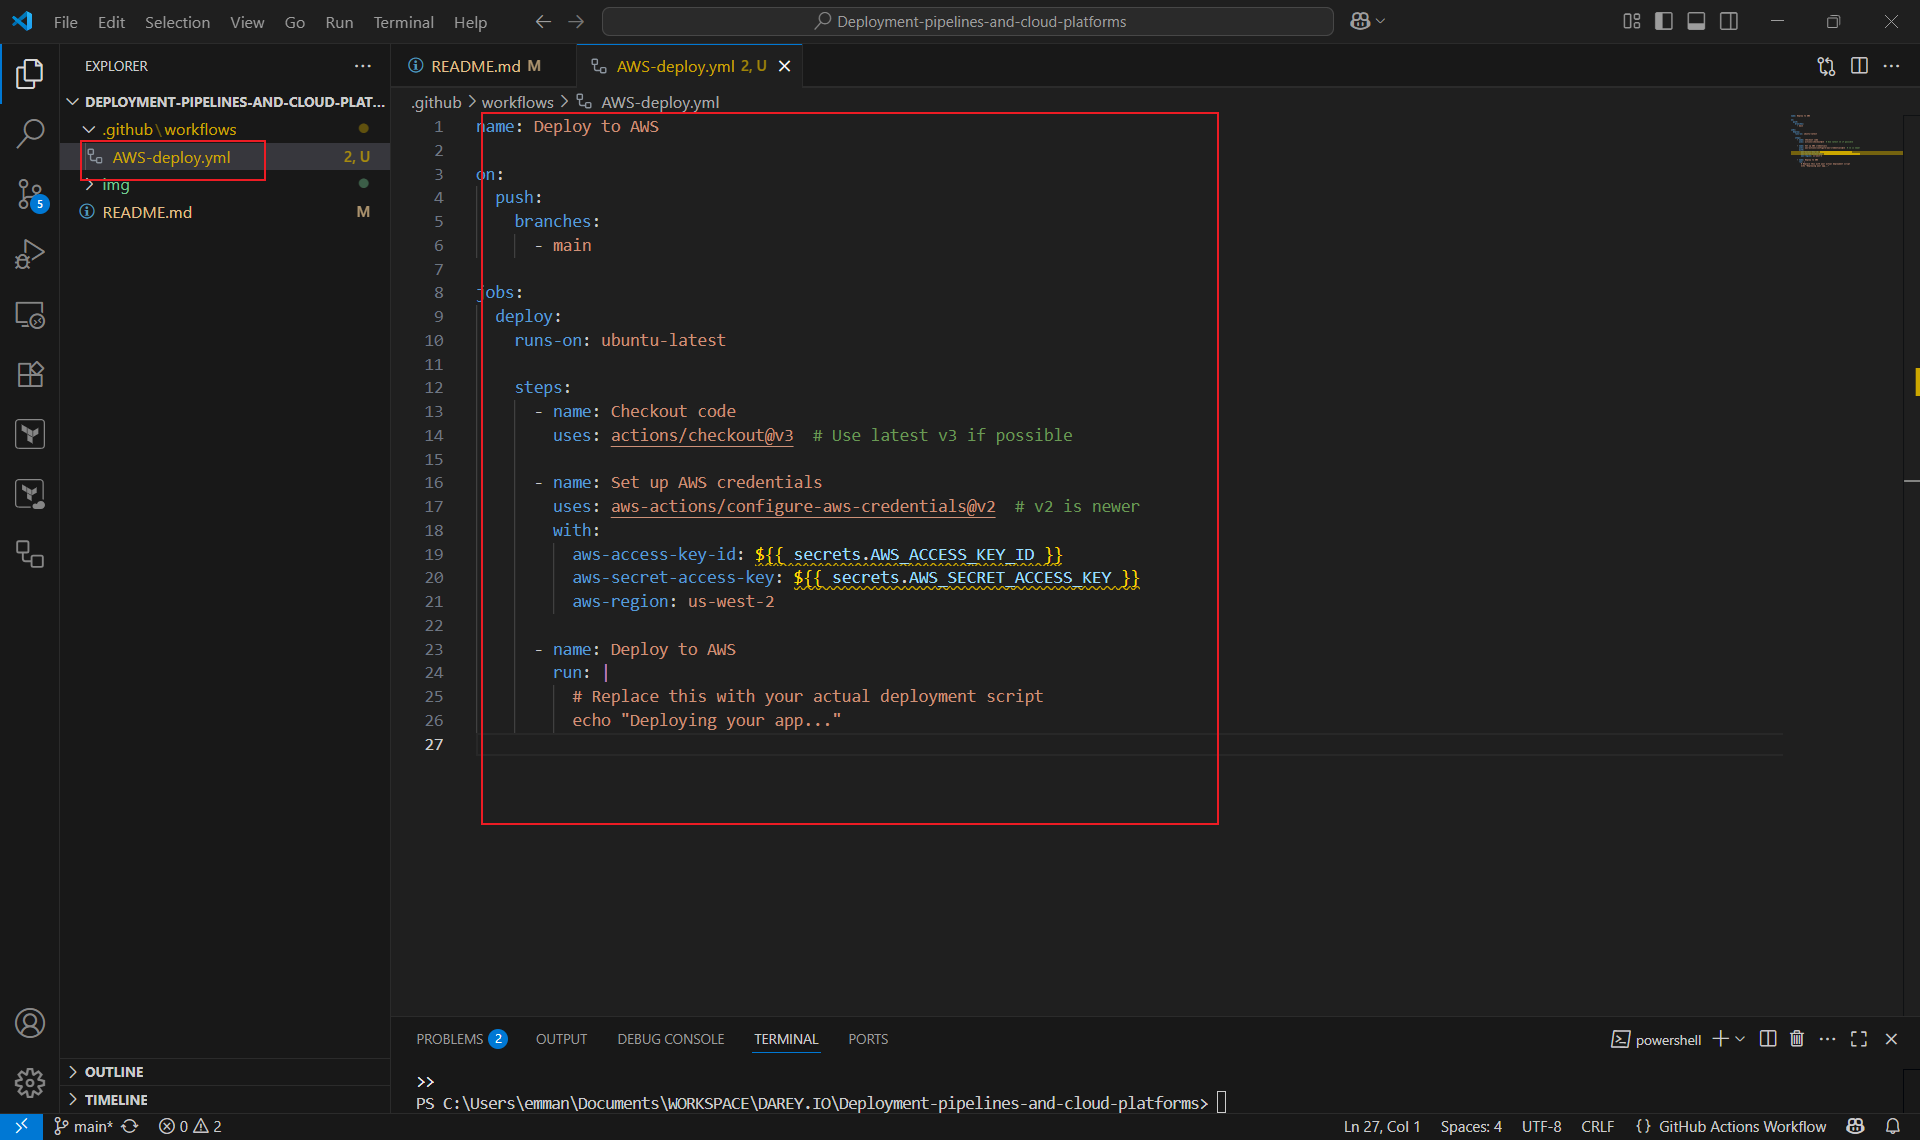 File Edit Selection View Go Run Terminal Help
Deployment-pipelines-and-cloud-platforms
EXPLORER
README.md M
AWS-deploy.yml 2, U
DEPLOYMENT-PIPELINES-AND-CLOUD-PLAT...
.github > workflows > AWS-deploy.yml
.github\workflows
AWS-deploy.yml 2, U
img
README.md M
5
1 name: Deploy to AWS
2
3 on:
4 push:
5 branches:
6 - main
7
8 jobs:
9 deploy:
10 runs-on: ubuntu-latest
11
12 steps:
13 - name: Checkout code
14 uses: actions/checkout@v3 # Use latest v3 if possible
15
16 - name: Set up AWS credentials
17 uses: aws-actions/configure-aws-credentials@v2 # v2 is newer
18 with:
19 aws-access-key-id: ${{ secrets.AWS_ACCESS_KEY_ID }}
20 aws-secret-access-key: ${{ secrets.AWS_SECRET_ACCESS_KEY }}
21 aws-region: us-west-2
22
23 - name: Deploy to AWS
24 run: |
25 # Replace this with your actual deployment script
26 echo "Deploying your app..."
27
PROBLEMS 2 OUTPUT DEBUG CONSOLE TERMINAL PORTS
powershell
>>
PS C:\Users\emman\Documents\WORKSPACE\DAREY.IO\Deployment-pipelines-and-cloud-platforms>
OUTLINE
TIMELINE
main* 0 2
Ln 27, Col 1 Spaces: 4 UTF-8 CRLF {} GitHub Actions Workflow